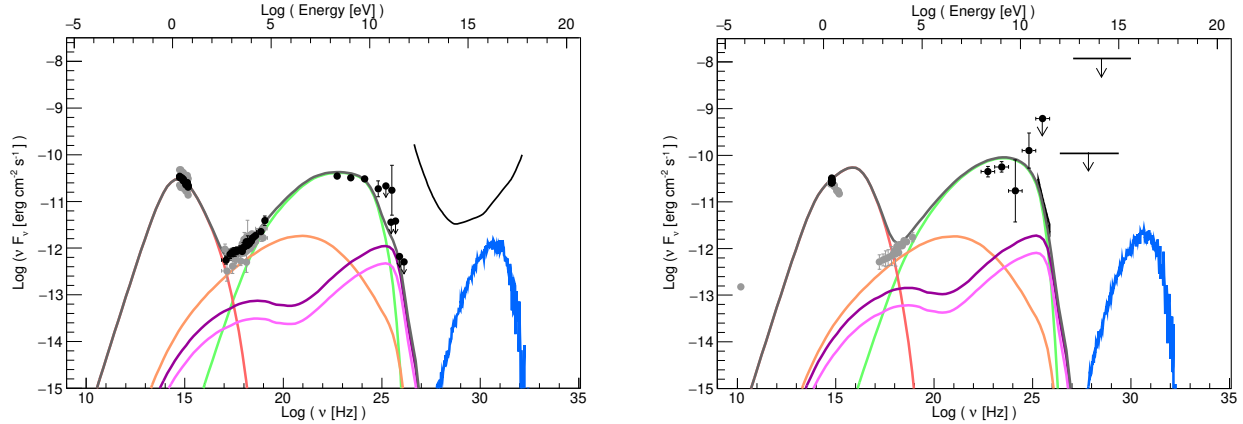 Log ( Energy [eV] ) Log ( Energy [eV] )
−5 0 5 10 15 20 −5 0 5 10 15 20
−8 −8
−9 −9
−10 −10
−11 −11
−12 −12
−13 −13
−14 −14
−15 −15
Log ( ν Fν [erg cm⁻² s⁻¹] ) Log ( ν Fν [erg cm⁻² s⁻¹] )
10 15 20 25 30 35 10 15 20 25 30 35
Log ( ν [Hz] ) Log ( ν [Hz] )